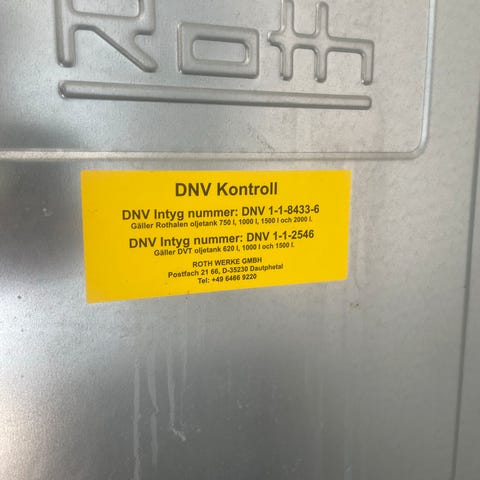 Roth
DNV Kontroll
DNV Intyg nummer: DNV 1-1-8433-6
Gäller Rothalen oljetank 750 l, 1000 l, 1500 l och 2000 l.
DNV Intyg nummer: DNV 1-1-2546
Gäller DVT oljetank 620 l, 1000 l och 1500 l.
ROTH WERKE GMBH
Postfach 21 66, D-35230 Dautphetal
Tel: +49 6466 9220